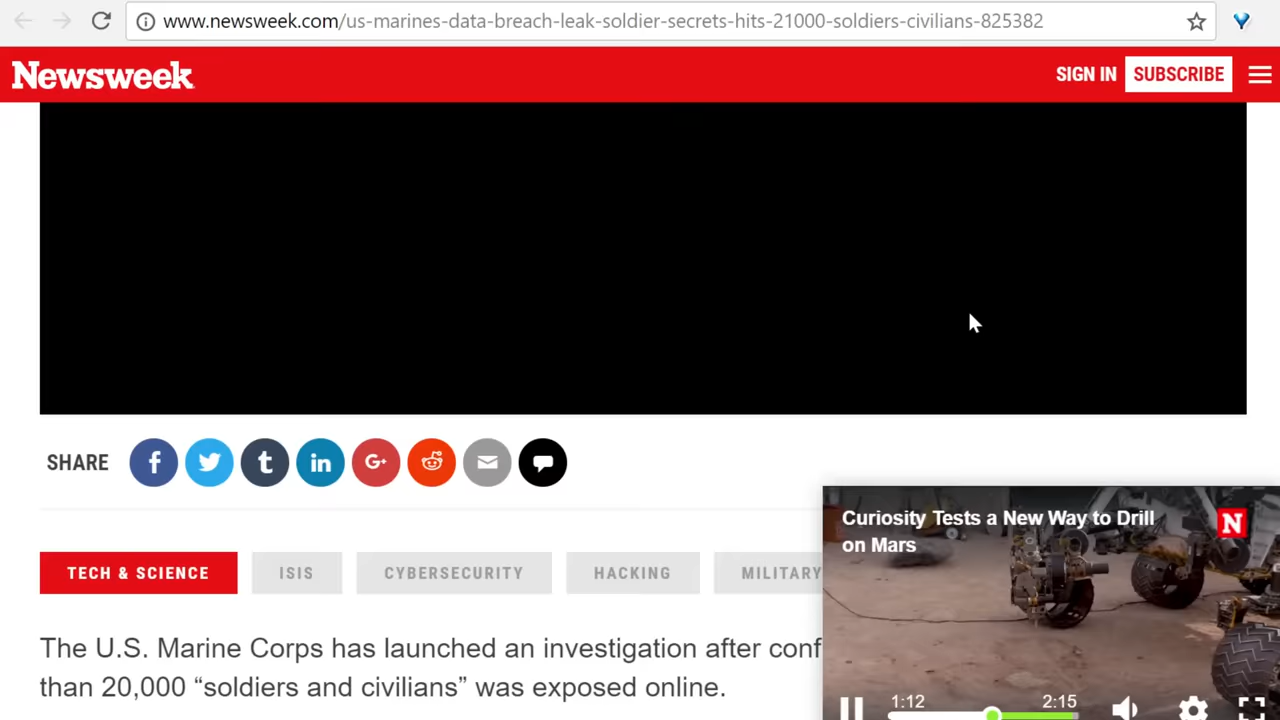 www.newsweek.com/us-marines-data-breach-leak-soldier-secrets-hits-21000-soldiers-civilians-825382
Newsweek
SIGN IN
SUBSCRIBE
SHARE
f
t
in
G+
Curiosity Tests a New Way to Drill
on Mars
N
TECH & SCIENCE
ISIS
CYBERSECURITY
HACKING
MILITARY
The U.S. Marine Corps has launched an investigation after conf
than 20,000 “soldiers and civilians” was exposed online.
1:12
2:15